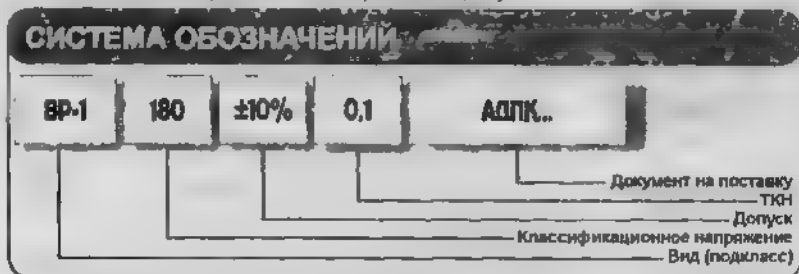 СИСТЕМА ОБОЗНАЧЕНИЙ
ВР-1 180 ±10% 0,1 АДПК...
Документ на поставку
ТКН
Допуск
Классификационное напряжение
Вид (подкласс)